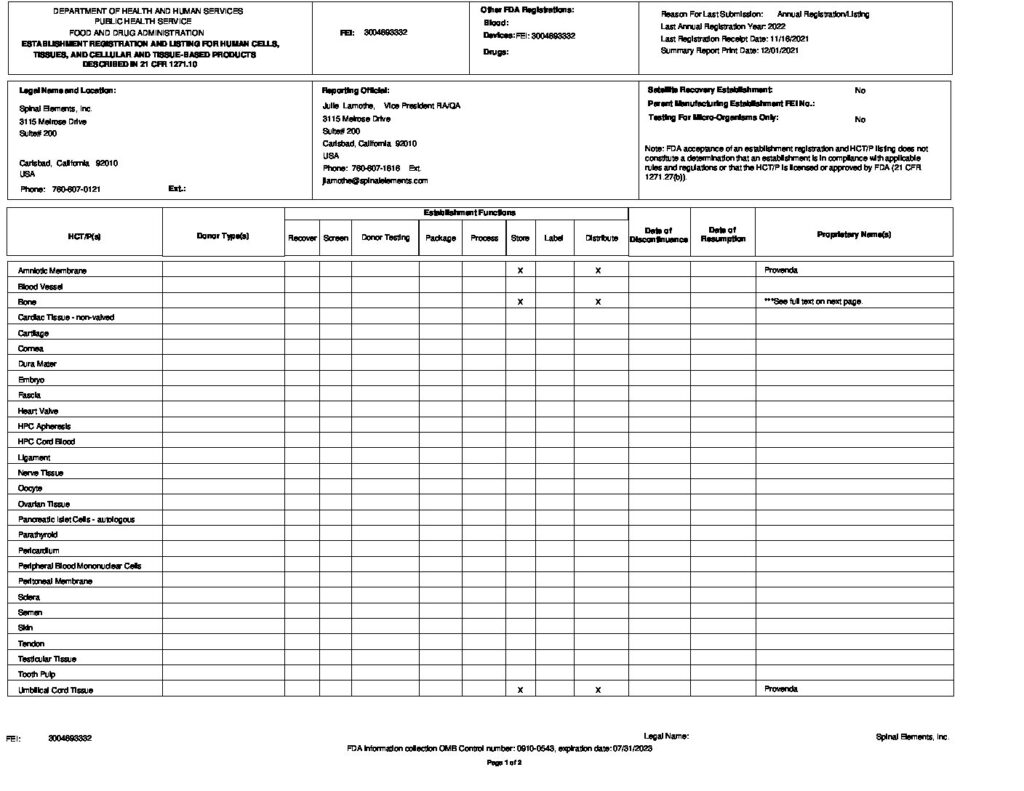 DEPARTMENT OF HEALTH AND HUMAN SERVICES
PUBLIC HEALTH SERVICE
FOOD AND DRUG ADMINISTRATION
ESTABLISHMENT REGISTRATION AND LISTING FOR HUMAN CELLS,
TISSUES, AND CELLULAR AND TISSUE-BASED PRODUCTS
DESCRIBED IN 21 CFR 1271.10
FEI: 3004893332
Other FDA Registrations:
Blood:
Devices:FEI: 3004893332
Drugs:
Reason For Last Submission: Annual Registration/Listing
Last Annual Registration Year: 2022
Last Registration Receipt Date: 11/16/2021
Summary Report Print Date: 12/01/2021
Legal Name and Location:
Spinal Elements, Inc.
3115 Melrose Drive
Suite# 200
Carlsbad, California 92010
USA
Phone: 760-607-0121 Ext.:
Reporting Official:
Julie Lamothe, Vice President RA/QA
3115 Melrose Drive
Suite# 200
Carlsbad, California 92010
USA
Phone: 760-607-1816 Ext.
jlamothe@spinalelements.com
Satellite Recovery Establishment: No
Parent Manufacturing Establishment FEI No.:
Testing For Micro-Organisms Only: No
Note: FDA acceptance of an establishment registration and HCT/P listing does not
constitute a determination that an establishment is in compliance with applicable
rules and regulations or that the HCT/P is licensed or approved by FDA (21 CFR
1271.27(b)).
Establishment Functions
HCT/P(s) Donor Type(s) Recover Screen Donor Testing Package Process Store Label Distribute Date of Discontinuance Date of Resumption Proprietary Name(s)
Amniotic Membrane X X Provenda
Blood Vessel
Bone X X ***See full text on next page.
Cardiac Tissue - non-valved
Cartilage
Cornea
Dura Mater
Embryo
Fascia
Heart Valve
HPC Apheresis
HPC Cord Blood
Ligament
Nerve Tissue
Oocyte
Ovarian Tissue
Pancreatic Islet Cells - autologous
Parathyroid
Pericardium
Peripheral Blood Mononuclear Cells
Peritoneal Membrane
Sclera
Semen
Skin
Tendon
Testicular Tissue
Tooth Pulp
Umbilical Cord Tissue X X Provenda
FEI: 3004893332 Legal Name: Spinal Elements, Inc.
FDA information collection OMB Control number: 0910-0543, expiration date: 07/31/2023
Page 1 of 2